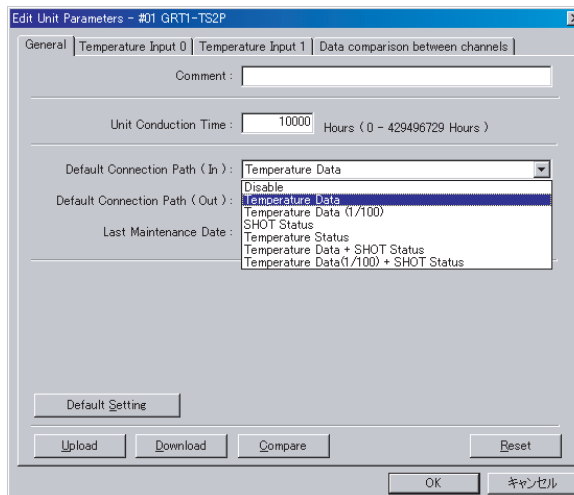 Edit Unit Parameters - #01 GRT1-TS2P
General Temperature Input 0 Temperature Input 1 Data comparison between channels
Comment :
Unit Conduction Time : 10000 Hours ( 0 - 429496729 Hours )
Default Connection Path ( In ) : Temperature Data
Disable
Default Connection Path ( Out ) : Temperature Data
Temperature Data (1/100)
SHOT Status
Last Maintenance Date : Temperature Status
Temperature Data + SHOT Status
Temperature Data(1/100) + SHOT Status
Default Setting
Upload Download Compare Reset
OK キャンセル